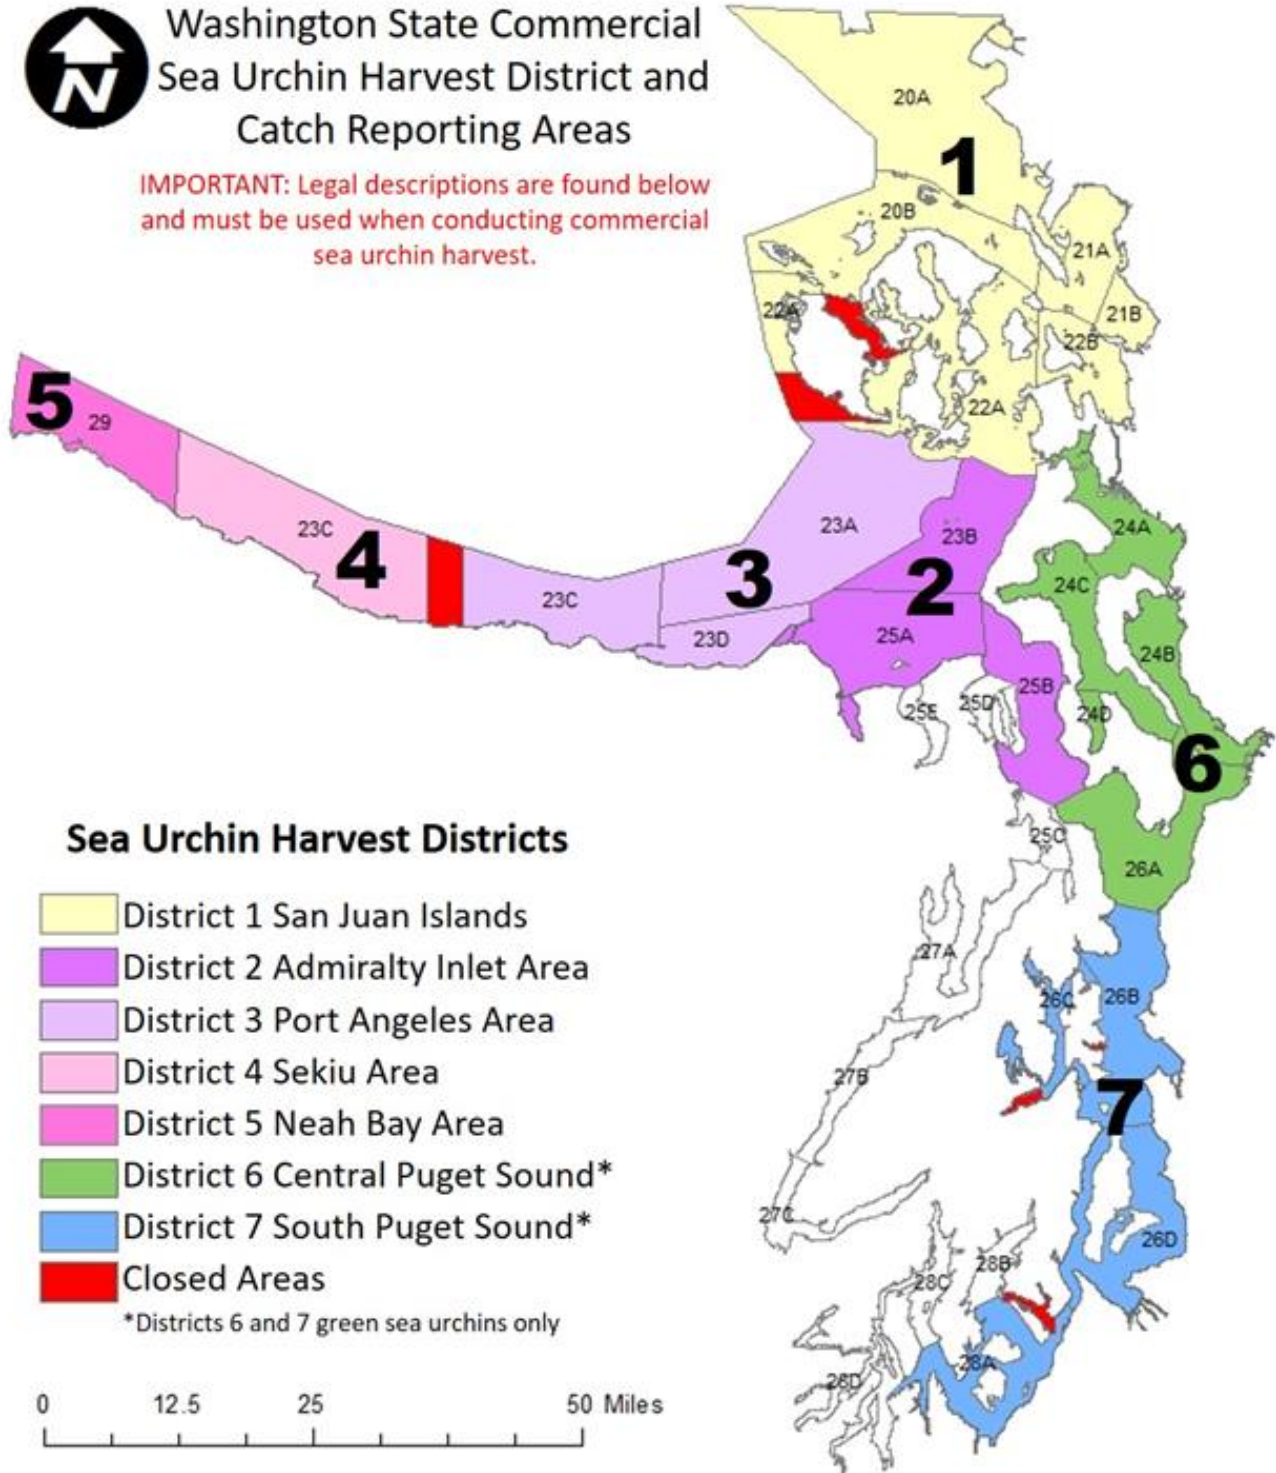 N
Washington State Commercial
Sea Urchin Harvest District and
Catch Reporting Areas
IMPORTANT: Legal descriptions are found below
and must be used when conducting commercial
sea urchin harvest.
20A
1
20B
21A
22A
21B
22B
5
29
22A
23C
4
23A
23B
24A
3
2
24C
23C
23D
25A
24B
25B
25E
25D
24D
6
25C
26A
27A
26C
26B
27B
7
27C
26D
28B
28C
28A
28D
Sea Urchin Harvest Districts
District 1 San Juan Islands
District 2 Admiralty Inlet Area
District 3 Port Angeles Area
District 4 Sekiu Area
District 5 Neah Bay Area
District 6 Central Puget Sound*
District 7 South Puget Sound*
Closed Areas
*Districts 6 and 7 green sea urchins only
0 12.5 25 50 Miles